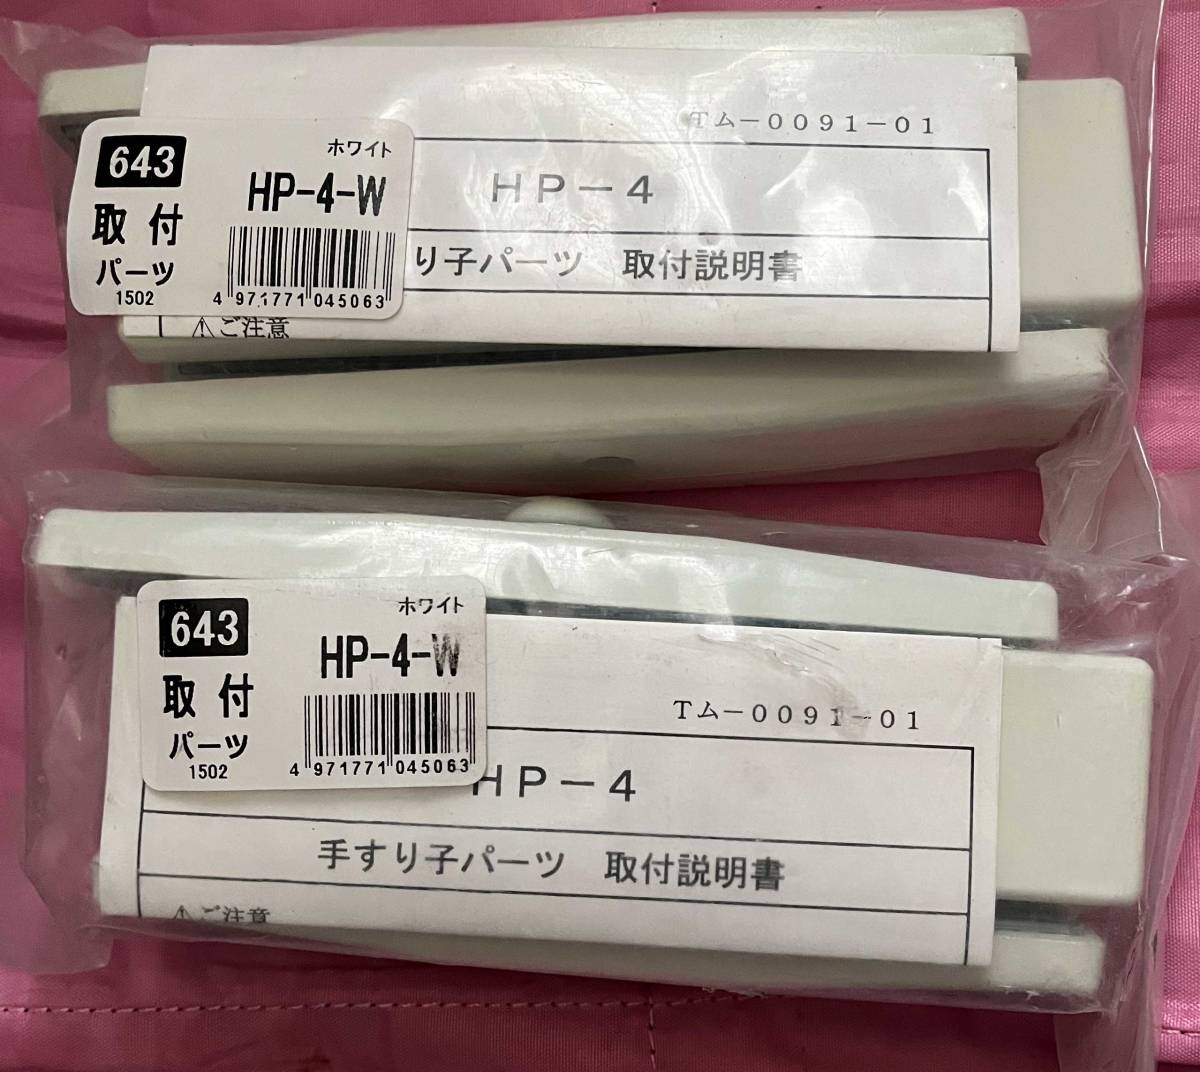 Tム-0091-01
643
ホワイト
HP-4-W
HP-4
取付
パーツ
1502
4 971771 045063
り子パーツ 取付説明書
⚠ご注意
643
ホワイト
HP-4-W
取付
パーツ
1502
4 971771 045063
Tム-0091-01
HP-4
手すり子パーツ 取付説明書
⚠ご注意